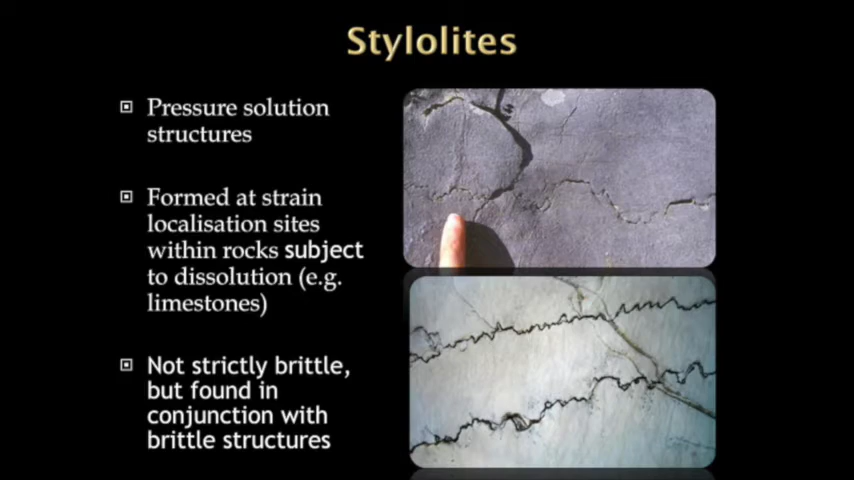 Stylolites
Pressure solution
structures
Formed at strain
localisation sites
within rocks subject
to dissolution (e.g.
limestones)
Not strictly brittle,
but found in
conjunction with
brittle structures